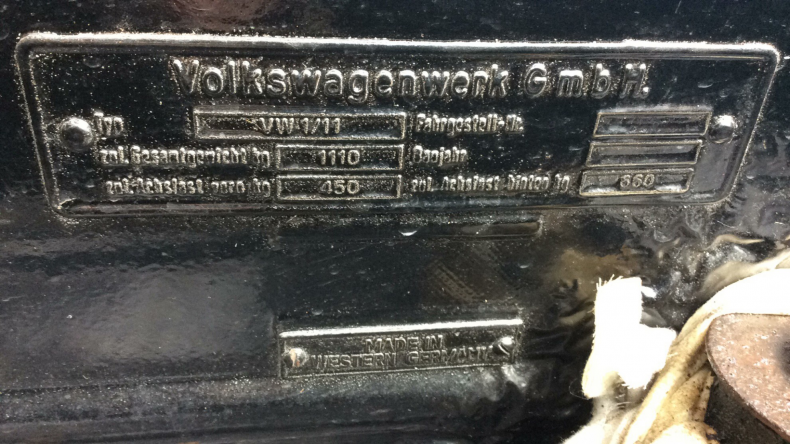 Volkswagenwerk G.m.b.H.
Typ VW 1/11 Fahrgestell-Nr.
zul. Gesamtgewicht kg 1110 Baujahr
zul. Achslast vorn kg 450 zul. Achslast hinten kg 660
MADE IN
WESTERN GERMANY